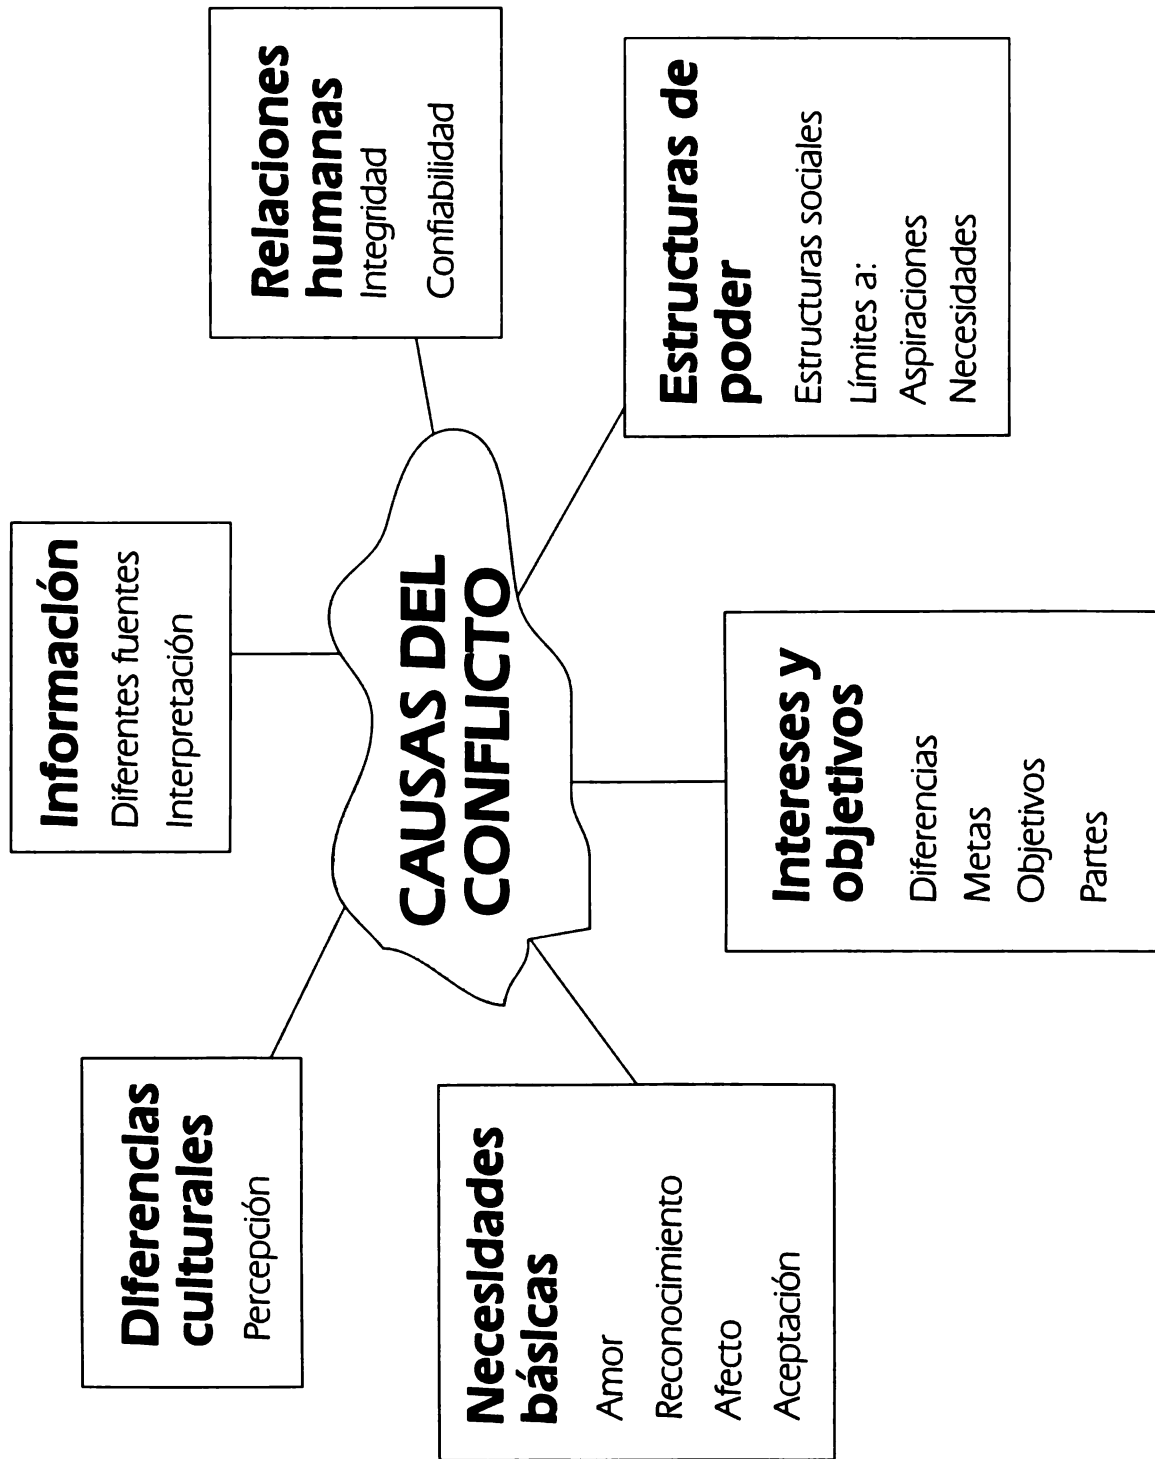 Diferencias
culturales
Percepción
Información
Diferentes fuentes
Interpretación
Relaciones
humanas
Integridad
Confiabilidad
CAUSAS DEL
CONFLICTO
Necesidades
básicas
Amor
Reconocimiento
Afecto
Aceptación
Intereses y
objetivos
Diferencias
Metas
Objetivos
Partes
Estructuras de
poder
Estructuras sociales
Límites a:
Aspiraciones
Necesidades